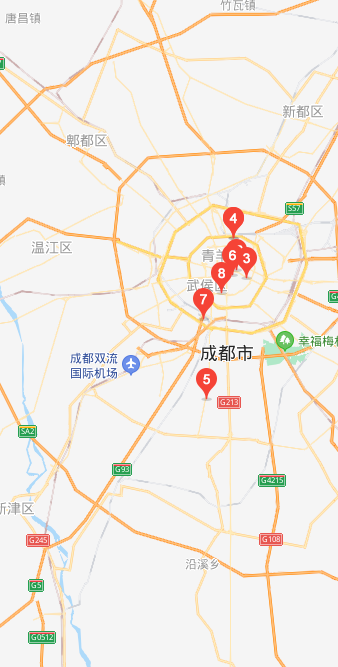 竹瓦镇
唐昌镇
新都区
郫都区
镇
S57
4
温江区
青羊
6
3
武侯区
8
7
成都市
幸福梅林
成都双流
国际机场
5
G213
SA2
G93
G4215
新津区
G245
G108
沿溪乡
G5
G0512